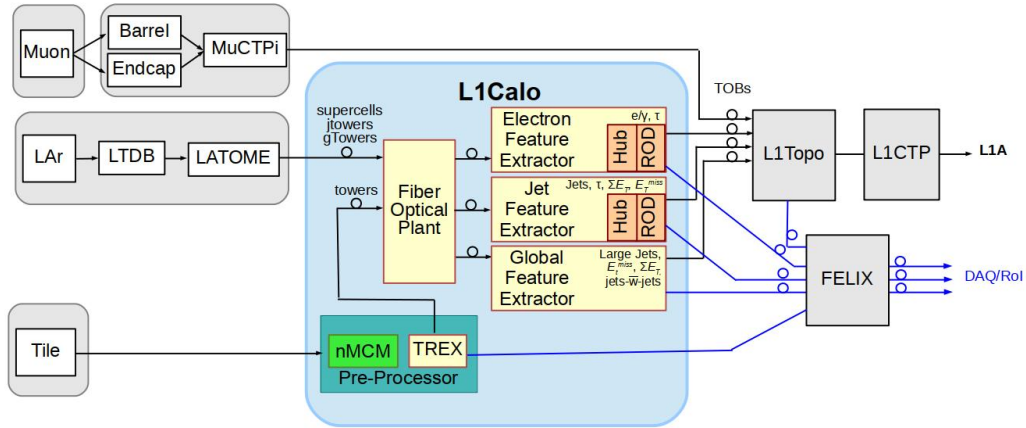 Muon
Barrel
Endcap
MuCTPi
LAr
LTDB
LATOME
Tile
L1Calo
supercells
jtowers
gTowers
towers
Fiber
Optical
Plant
Electron
Feature
Extractor
e/γ, τ
Hub
ROD
Jet
Feature
Extractor
Jets, τ, ΣE_T, E_T^miss
Hub
ROD
Global
Feature
Extractor
Large Jets,
E_t^miss, ΣE_T,
jets-w-jets
nMCM
TREX
Pre-Processor
TOBs
L1Topo
L1CTP
L1A
FELIX
DAQ/RoI